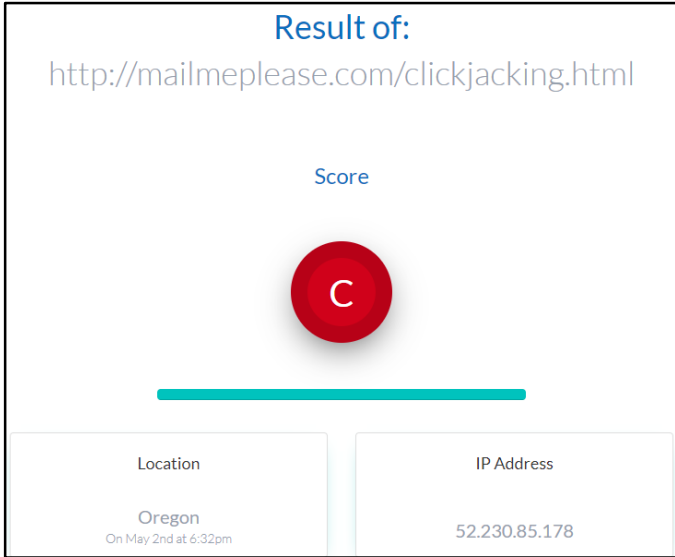 Result of:
http://mailmeplease.com/clickjacking.html
Score
C
Location
IP Address
Oregon
On May 2nd at 6:32pm
52.230.85.178